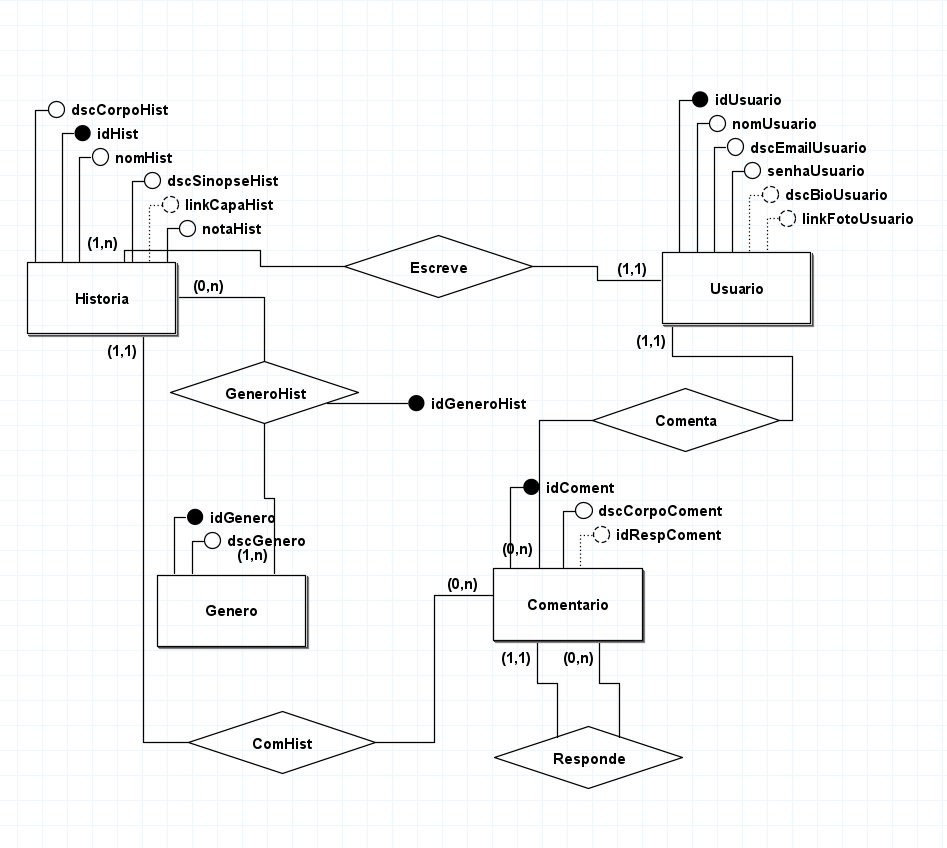 dscCorpoHist
idHist
nomHist
dscSinopseHist
linkCapaHist
notaHist
(1,n)
Historia
(0,n)
(1,1)
Escreve
idUsuario
nomUsuario
dscEmailUsuario
senhaUsuario
dscBioUsuario
linkFotoUsuario
(1,1)
Usuario
(1,1)
GeneroHist
idGeneroHist
Comenta
idComent
dscCorpoComent
idRespComent
(0,n)
idGenero
dscGenero
(1,n)
Genero
(0,n)
Comentario
(1,1)
(0,n)
ComHist
Responde